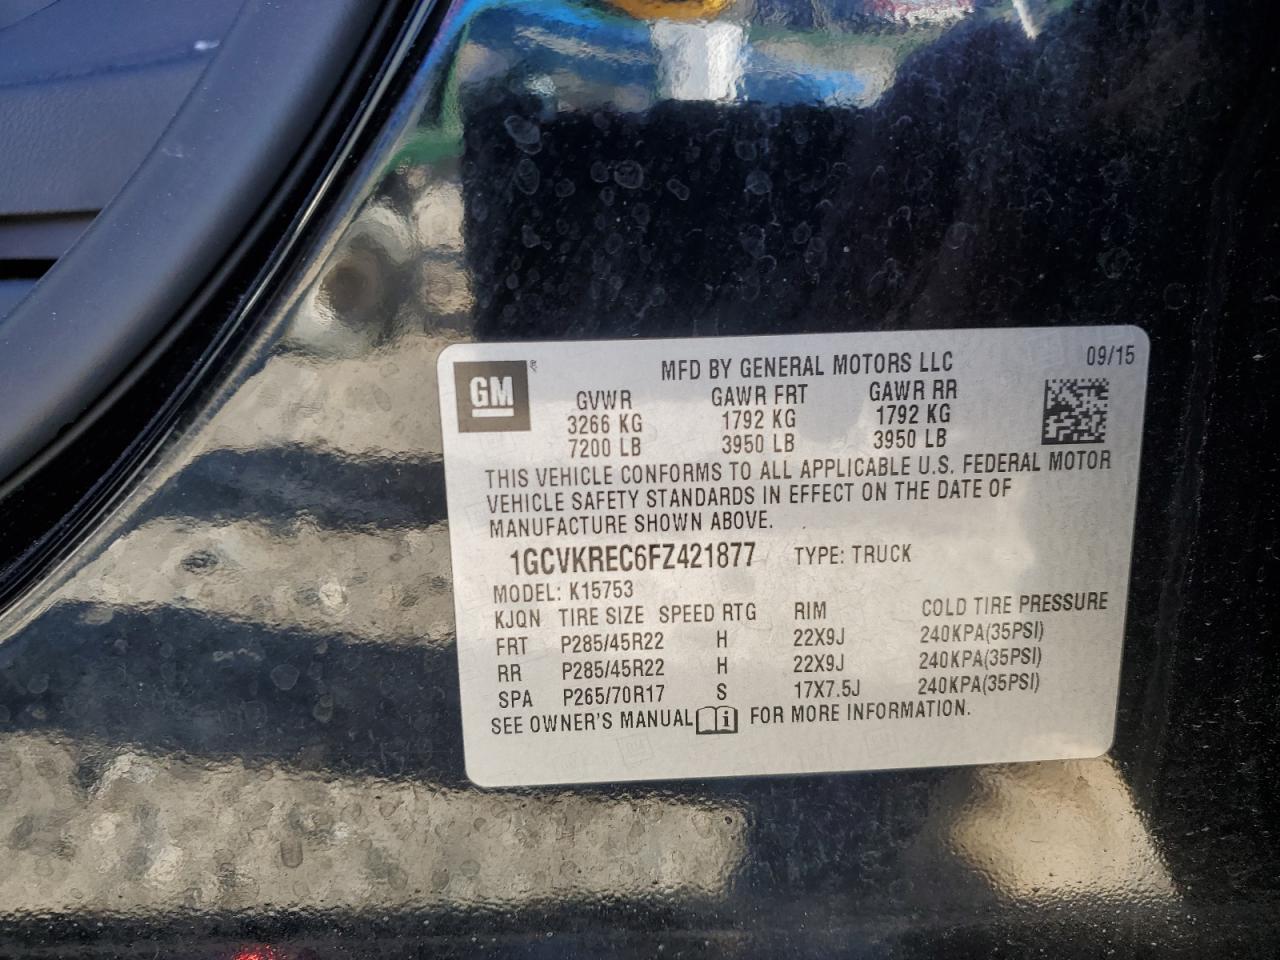 GM ® MFD BY GENERAL MOTORS LLC 09/15
GVWR GAWR FRT GAWR RR
3266 KG 1792 KG 1792 KG
7200 LB 3950 LB 3950 LB
THIS VEHICLE CONFORMS TO ALL APPLICABLE U.S. FEDERAL MOTOR
VEHICLE SAFETY STANDARDS IN EFFECT ON THE DATE OF
MANUFACTURE SHOWN ABOVE.
1GCVKREC6FZ421877 TYPE: TRUCK
MODEL: K15753
KJQN TIRE SIZE SPEED RTG RIM COLD TIRE PRESSURE
FRT P285/45R22 H 22X9J 240KPA(35PSI)
RR P285/45R22 H 22X9J 240KPA(35PSI)
SPA P265/70R17 S 17X7.5J 240KPA(35PSI)
SEE OWNER'S MANUAL i FOR MORE INFORMATION.